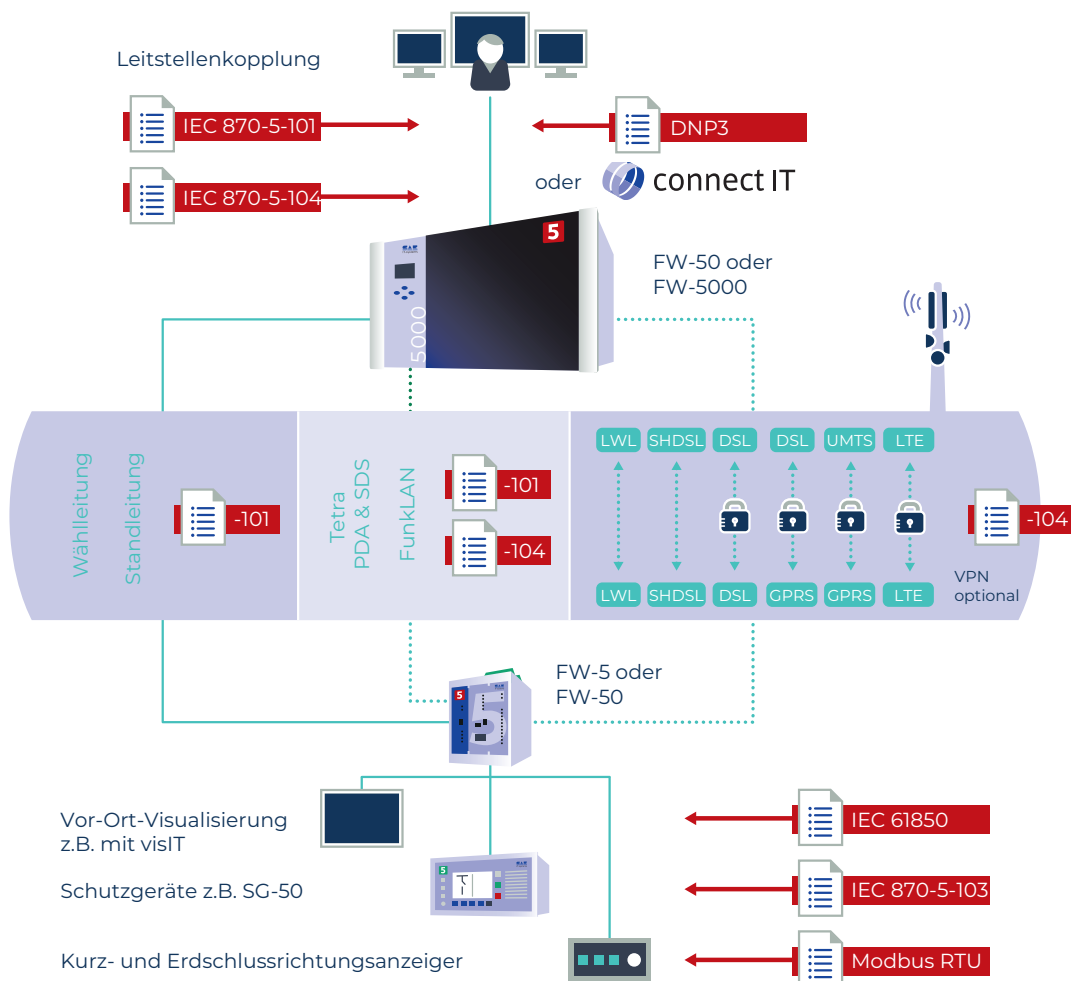 Leitstellenkopplung
IEC 870-5-101
DNP3
IEC 870-5-104
oder
connect IT
5
5000
FW-50 oder
FW-5000
Wählleitung
Standleitung
-101
Tetra
PDA & SDS
FunkLAN
-101
-104
LWL
SHDSL
DSL
DSL
UMTS
LTE
LWL
SHDSL
DSL
GPRS
GPRS
LTE
-104
VPN
optional
FW-5 oder
FW-50
5
5
Vor-Ort-Visualisierung
z.B. mit visIT
IEC 61850
5
Schutzgeräte z.B. SG-50
IEC 870-5-103
Kurz- und Erdschlussrichtungsanzeiger
Modbus RTU